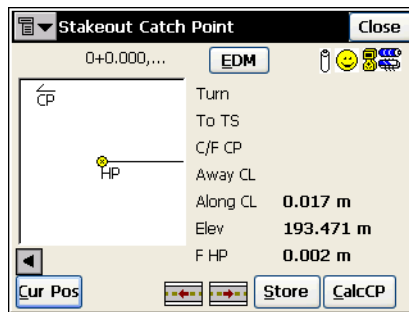 Stakeout Catch Point Close
0+0.000,... EDM
CP
HP
Turn
To TS
C/F CP
Away CL
Along CL 0.017 m
Elev 193.471 m
F HP 0.002 m
Cur Pos Store CalcCP